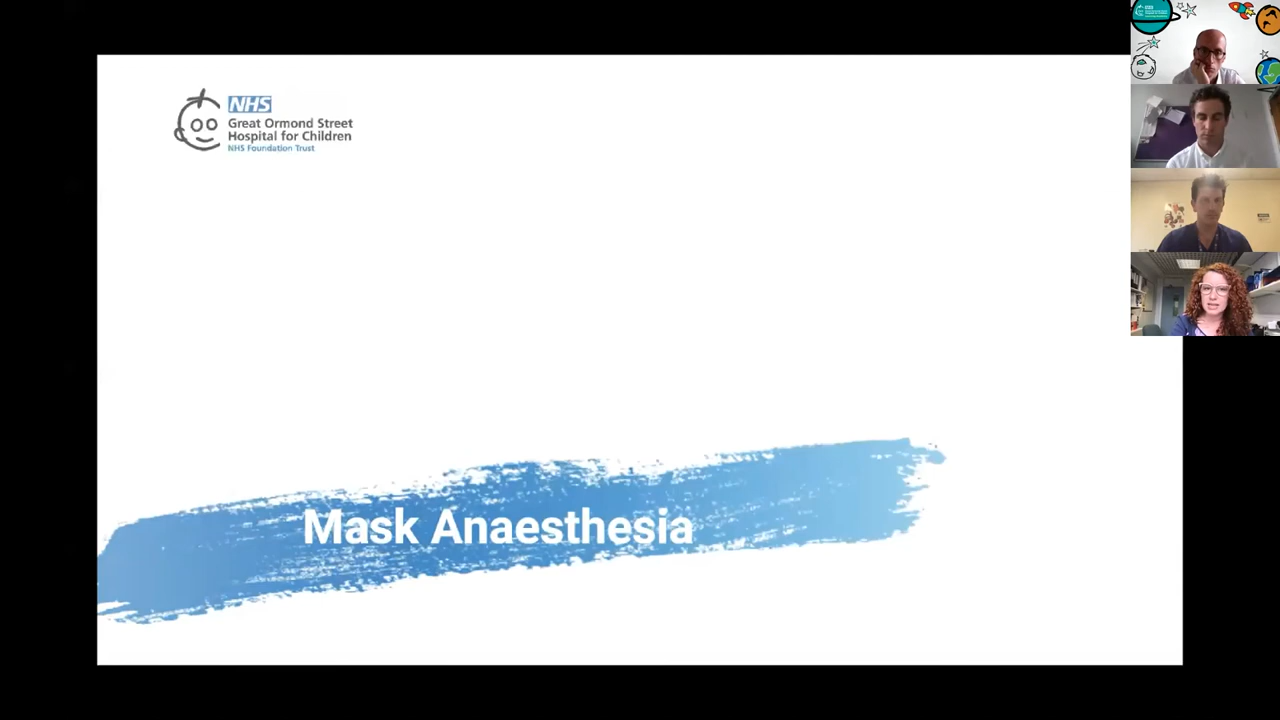 NHS
Great Ormond Street
Hospital for Children
NHS Foundation Trust
Mask Anaesthesia